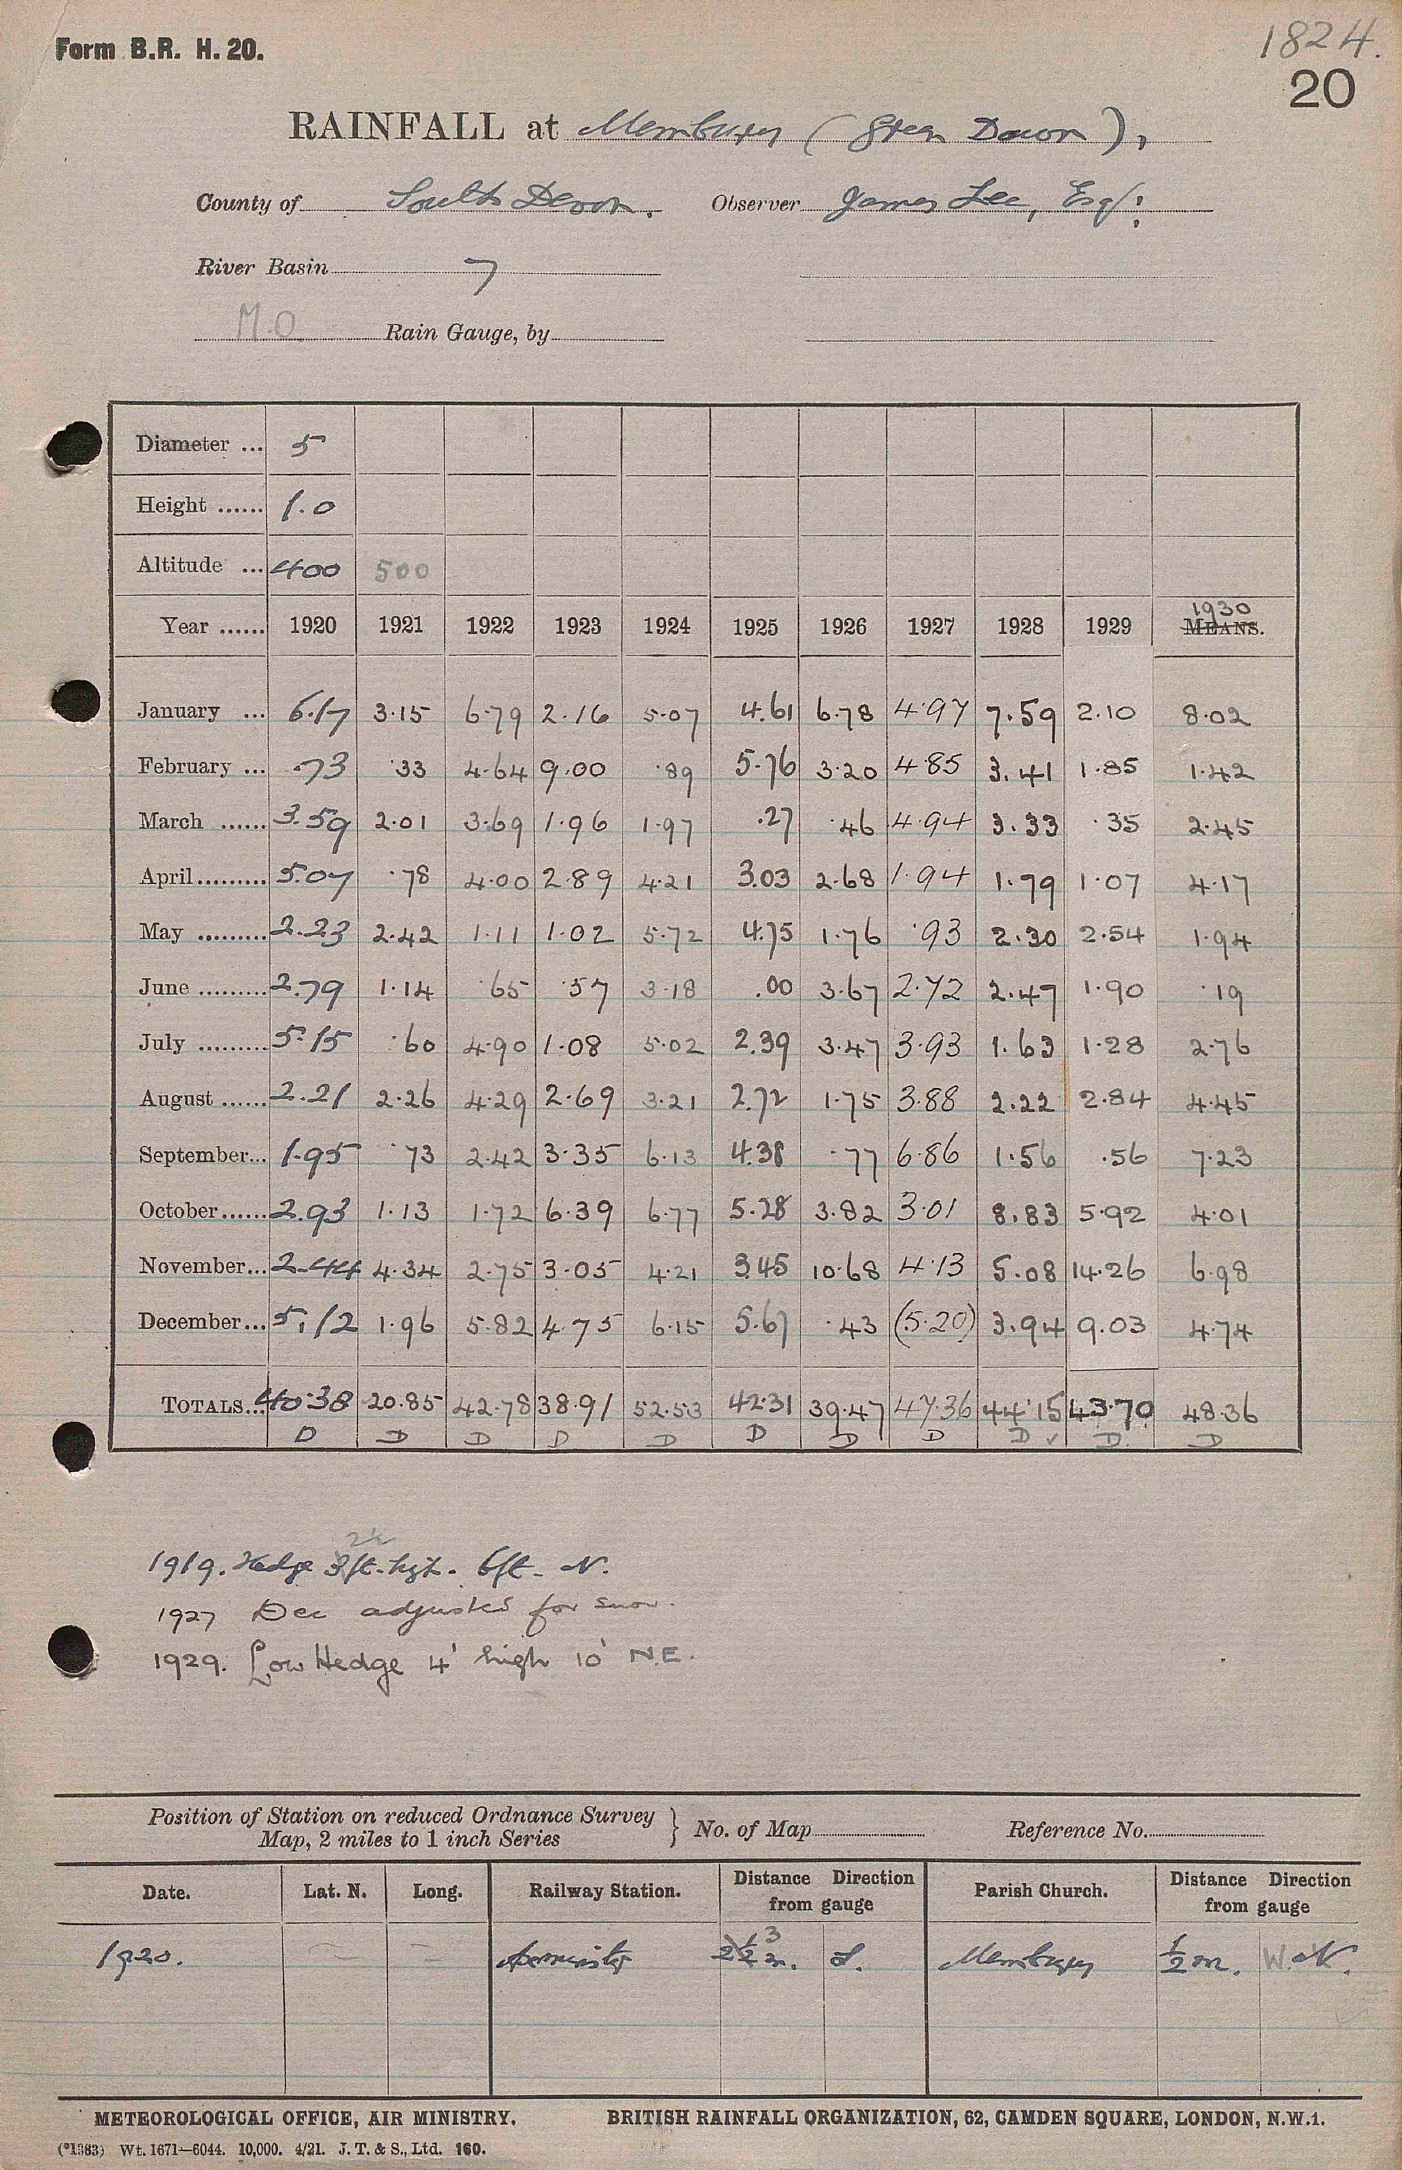 Form B.R. H. 20.
1824.
20
RAINFALL at Membury (Green Down),
County of South Devon. Observer James Lee, Esq:
River Basin 7
M.O. Rain Gauge, by
Diameter ... 5
Height ...... 1.0
Altitude ... 400 500
1930
Year ...... 1920 1921 1922 1923 1924 1925 1926 1927 1928 1929 MEANS.
January ... 6.17 3.15 6.79 2.16 5.07 4.61 6.78 4.97 7.59 2.10 8.02
February ... .73 .33 4.64 9.00 .89 5.76 3.20 4.85 3.41 1.85 1.42
March ...... 3.59 2.01 3.69 1.96 1.97 .27 .46 4.94 3.33 .35 2.45
April ......... 5.07 .78 4.00 2.89 4.21 3.03 2.68 1.94 1.79 1.07 4.17
May ......... 2.23 2.42 1.11 1.02 5.72 4.75 1.76 .93 2.30 2.54 1.94
June ......... 2.79 1.14 .65 .57 3.18 .00 3.67 2.72 2.47 1.90 .19
July ......... 5.15 .60 4.90 1.08 5.02 2.39 3.47 3.93 1.63 1.28 2.76
August ...... 2.21 2.26 4.29 2.69 3.21 2.72 1.75 3.88 2.22 2.84 4.45
September... 1.95 .73 2.42 3.35 6.13 4.38 .77 6.86 1.56 .56 7.23
October ...... 2.93 1.13 1.72 6.39 6.77 5.28 3.82 3.01 8.83 5.92 4.01
November... 2.44 4.34 2.75 3.05 4.21 3.45 10.68 4.13 5.08 14.26 6.98
December... 5.12 1.96 5.82 4.75 6.15 5.67 .43 (5.20) 3.94 9.03 4.74
TOTALS... 40.38 20.85 42.78 38.91 52.53 42.31 39.47 47.36 44.15 43.70 48.36
D D D D D D D D D ✓ D D
1919. Hedge 3ft. hgt. 6ft. N.
1927 Dec adjusted for snow.
1929. Low Hedge 4' high 10' N.E.
Position of Station on reduced Ordnance Survey Map, 2 miles to 1 inch Series } No. of Map Reference No.
Date. Lat. N. Long. Railway Station. Distance Direction from gauge Parish Church. Distance Direction from gauge
3
1920. — — Axminster 2½ m. S. Membury ½ m. W. N.
METEOROLOGICAL OFFICE, AIR MINISTRY. BRITISH RAINFALL ORGANIZATION, 62, CAMDEN SQUARE, LONDON, N.W.1.
(*1383) Wt. 1671—6044. 10,000. 4/21. J. T. & S., Ltd. 160.